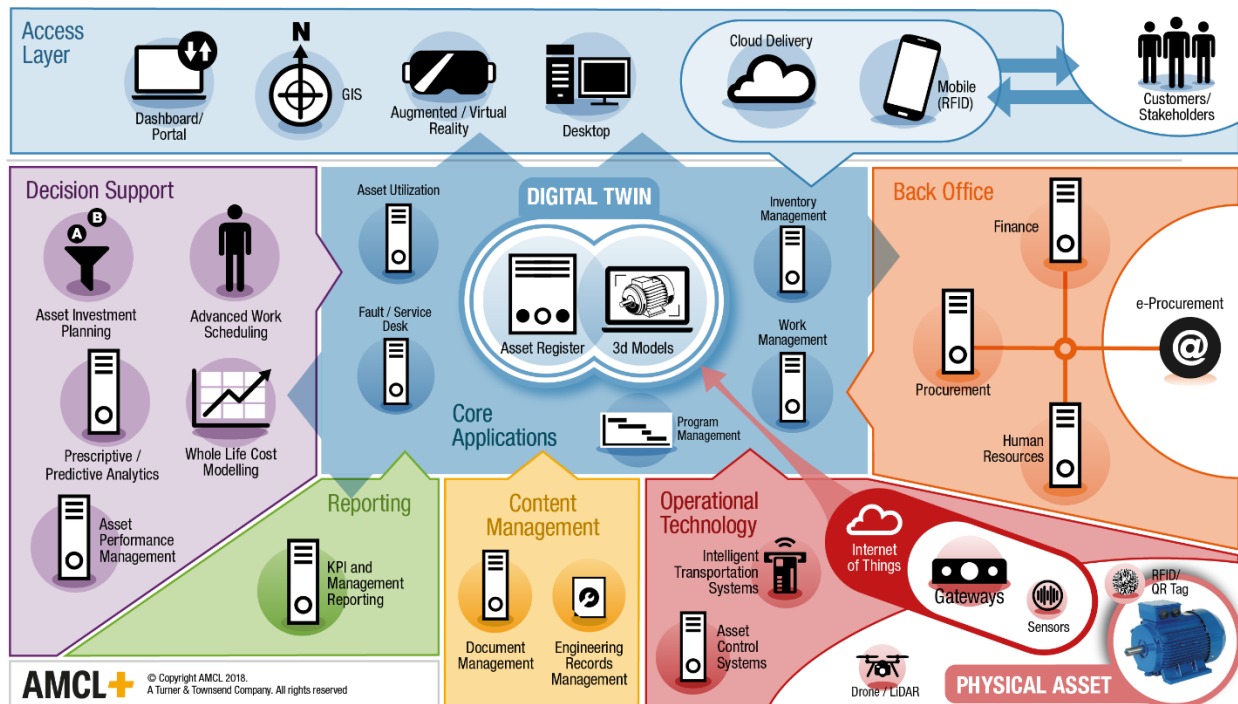 Access
Layer
Dashboard/
Portal
N
GIS
Augmented / Virtual
Reality
Desktop
Cloud Delivery
Mobile
(RFID)
Customers/
Stakeholders
Decision Support
A
B
Asset Investment
Planning
Advanced Work
Scheduling
Prescriptive /
Predictive Analytics
Whole Life Cost
Modelling
Asset
Performance
Management
Asset Utilization
Fault / Service
Desk
DIGITAL TWIN
Asset Register
3d Models
Inventory
Management
Work
Management
Core
Applications
Program
Management
Back Office
Finance
Procurement
Human
Resources
e-Procurement
@
Reporting
KPI and
Management
Reporting
Content
Management
Document
Management
Engineering
Records
Management
Operational
Technology
Intelligent
Transportation
Systems
Asset
Control
Systems
Internet
of Things
Gateways
Sensors
RFID/
QR Tag
Drone / LiDAR
PHYSICAL ASSET
AMCL+
© Copyright AMCL 2018.
A Turner & Townsend Company. All rights reserved